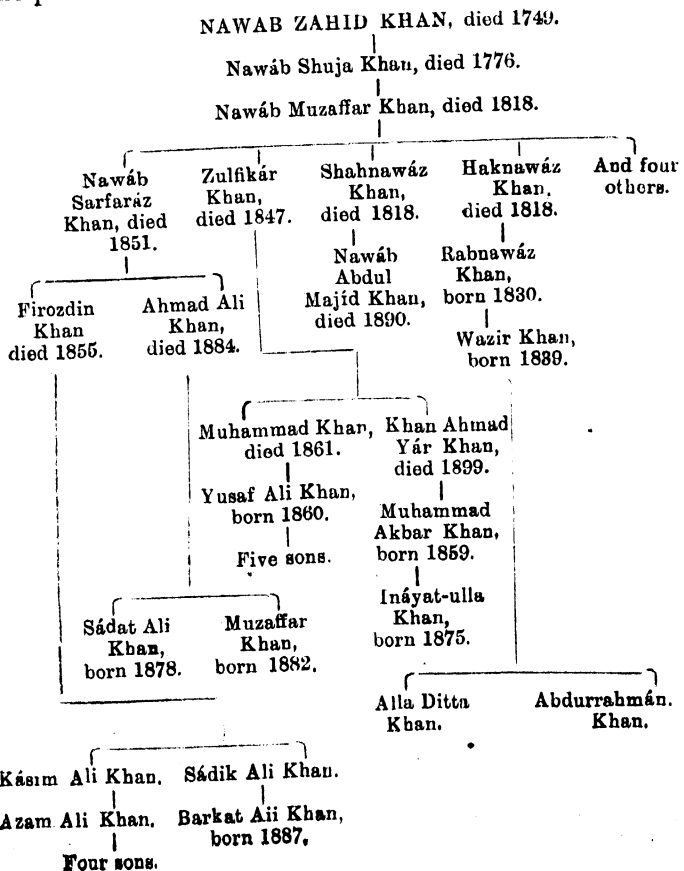 NAWAB ZAHID KHAN, died 1749.
Nawáb Shuja Khan, died 1776.
Nawáb Muzaffar Khan, died 1818.
Nawáb
Sarfaráz
Khan, died
1851.
Zulfikár
Khan,
died 1847.
Shahnawáz
Khan,
died 1818.
Haknawáz
Khan,
died 1818.
And four
others.
Nawáb
Abdul
Majíd Khan,
died 1890.
Rabnawáz
Khan,
born 1830.
Wazir Khan,
born 1839.
Firozdin
Khan
died 1855.
Ahmad Ali
Khan,
died 1884.
Muhammad Khan,
died 1861.
Yusaf Ali Khan,
born 1860.
Five sons.
Khan Ahmad
Yár Khan,
died 1899.
Muhammad
Akbar Khan,
born 1859.
Ináyat-ulla
Khan,
born 1875.
Sádat Ali
Khan,
born 1878.
Muzaffar
Khan,
born 1882.
Alla Ditta
Khan.
Abdurrahmán.
Khan.
Kásim Ali Khan.
Azam Ali Khan.
Four sons.
Sádik Ali Khan.
Barkat Ali Khan,
born 1887.